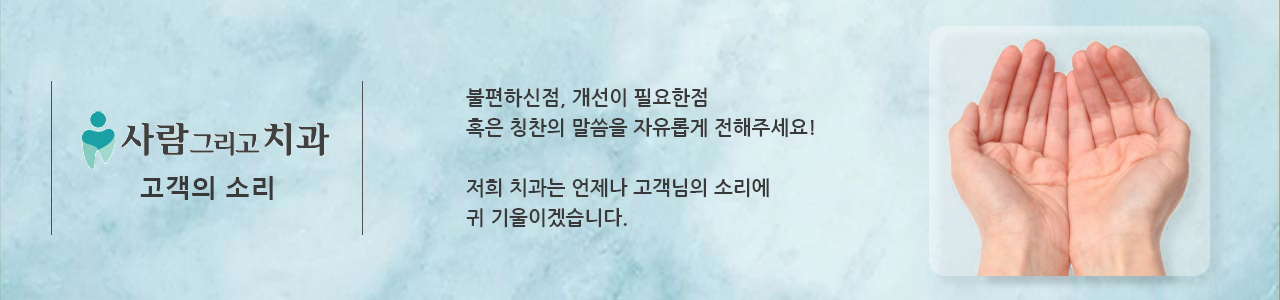 사람그리고치과
고객의 소리
불편하신점, 개선이 필요한점
혹은 칭찬의 말씀을 자유롭게 전해주세요!
저희 치과는 언제나 고객님의 소리에
귀 기울이겠습니다.